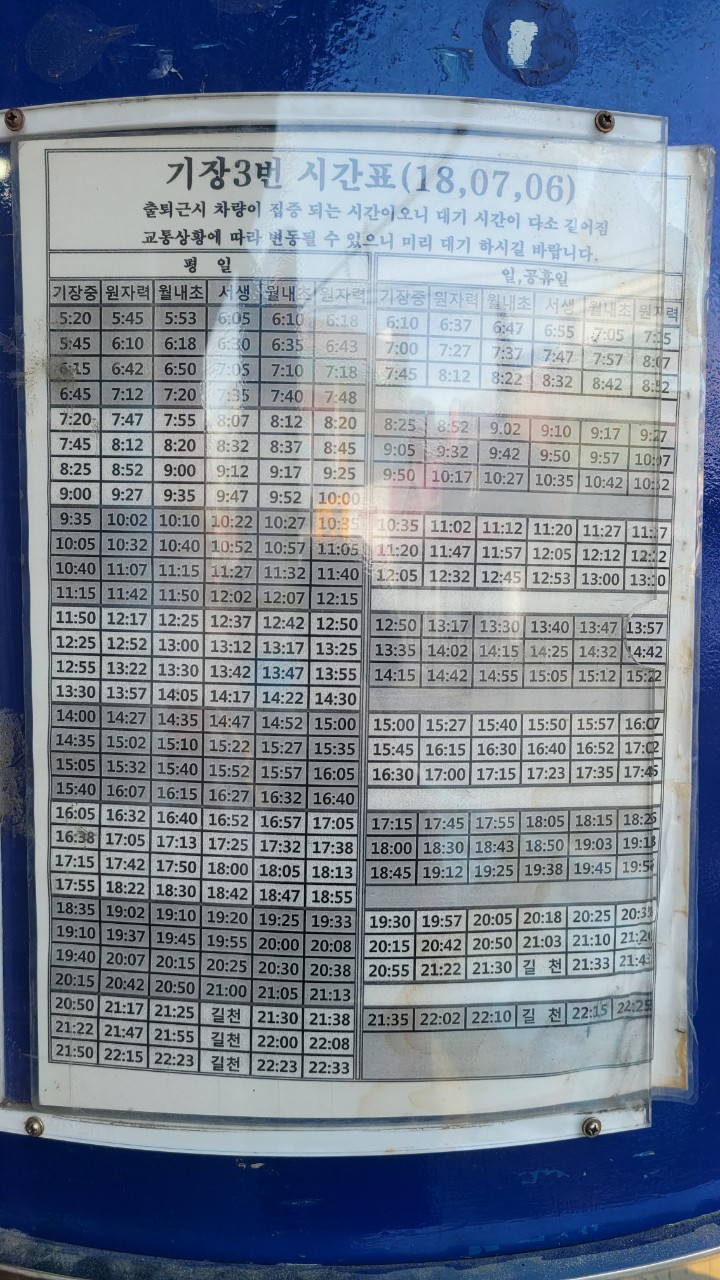 기장3번 시간표(18,07,06)
출퇴근시 차량이 집중 되는 시간이오니 대기 시간이 다소 길어짐
교통상황에 따라 변동될 수 있으니 미리 대기 하시길 바랍니다.
평 일
기장중 원자력 월내초 서생 월내초 원자력
5:20 5:45 5:53 6:05 6:10 6:18
5:45 6:10 6:18 6:30 6:35 6:43
6:15 6:42 6:50 7:05 7:10 7:18
6:45 7:12 7:20 7:35 7:40 7:48
7:20 7:47 7:55 8:07 8:12 8:20
7:45 8:12 8:20 8:32 8:37 8:45
8:25 8:52 9:00 9:12 9:17 9:25
9:00 9:27 9:35 9:47 9:52 10:00
9:35 10:02 10:10 10:22 10:27 10:35
10:05 10:32 10:40 10:52 10:57 11:05
10:40 11:07 11:15 11:27 11:32 11:40
11:15 11:42 11:50 12:02 12:07 12:15
11:50 12:17 12:25 12:37 12:42 12:50
12:25 12:52 13:00 13:12 13:17 13:25
12:55 13:22 13:30 13:42 13:47 13:55
13:30 13:57 14:05 14:17 14:22 14:30
14:00 14:27 14:35 14:47 14:52 15:00
14:35 15:02 15:10 15:22 15:27 15:35
15:05 15:32 15:40 15:52 15:57 16:05
15:40 16:07 16:15 16:27 16:32 16:40
16:05 16:32 16:40 16:52 16:57 17:05
16:38 17:05 17:13 17:25 17:32 17:38
17:15 17:42 17:50 18:00 18:05 18:13
17:55 18:22 18:30 18:42 18:47 18:55
18:35 19:02 19:10 19:20 19:25 19:33
19:10 19:37 19:45 19:55 20:00 20:08
19:40 20:07 20:15 20:25 20:30 20:38
20:15 20:42 20:50 21:00 21:05 21:13
20:50 21:17 21:25 길천 21:30 21:38
21:22 21:47 21:55 길천 22:00 22:08
21:50 22:15 22:23 길천 22:23 22:33
일,공휴일
기장중 원자력 월내초 서생 월내초 원자력
6:10 6:37 6:47 6:55 7:05 7:15
7:00 7:27 7:37 7:47 7:57 8:07
7:45 8:12 8:22 8:32 8:42 8:52
8:25 8:52 9.02 9:10 9:17 9:27
9:05 9:32 9:42 9:50 9:57 10:07
9:50 10:17 10:27 10:35 10:42
10:35 11:02 11:12 11:20 11:27
11:20 11:47 11:57 12:05 12:12
12:05 12:32 12:45 12:53 13:00
12:50 13:17 13:30 13:40 13:47 13:57
13:35 14:02 14:15 14:25 14:32 14:42
14:15 14:42 14:55 15:05 15:12 15:22
15:00 15:27 15:40 15:50 15:57 16:07
15:45 16:15 16:30 16:40 16:52 17:02
16:30 17:00 17:15 17:23 17:35 17:45
17:15 17:45 17:55 18:05 18:15 18:25
18:00 18:30 18:43 18:50 19:03 19:13
18:45 19:12 19:25 19:38 19:45
19:30 19:57 20:05 20:18 20:25
20:15 20:42 20:50 21:03 21:10
20:55 21:22 21:30 길 천 21:33 21:43
21:35 22:02 22:10 길 천 22:15 22:25